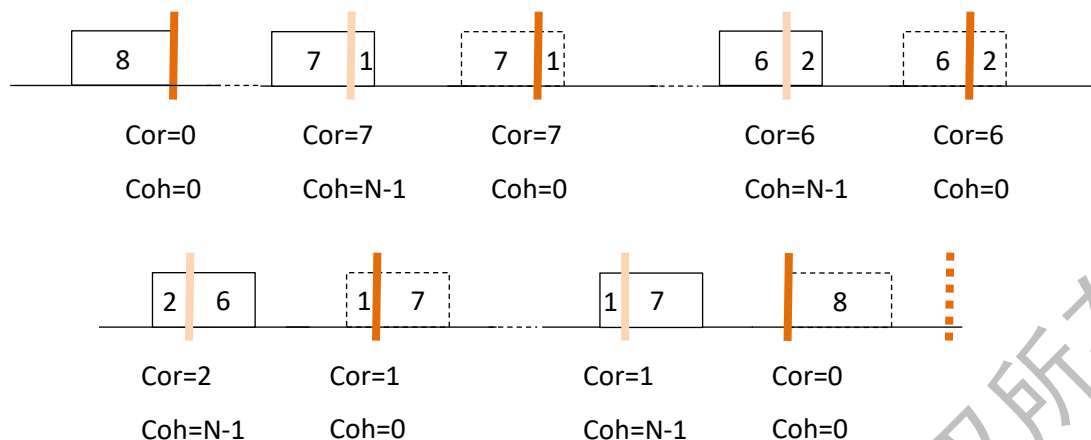 8 7 1 7 1 6 2 6 2
Cor=0 Cor=7 Cor=7 Cor=6 Cor=6
Coh=0 Coh=N-1 Coh=0 Coh=N-1 Coh=0
2 6 1 7 1 7 8
Cor=2 Cor=1 Cor=1 Cor=0
Coh=N-1 Coh=0 Coh=N-1 Coh=0
所